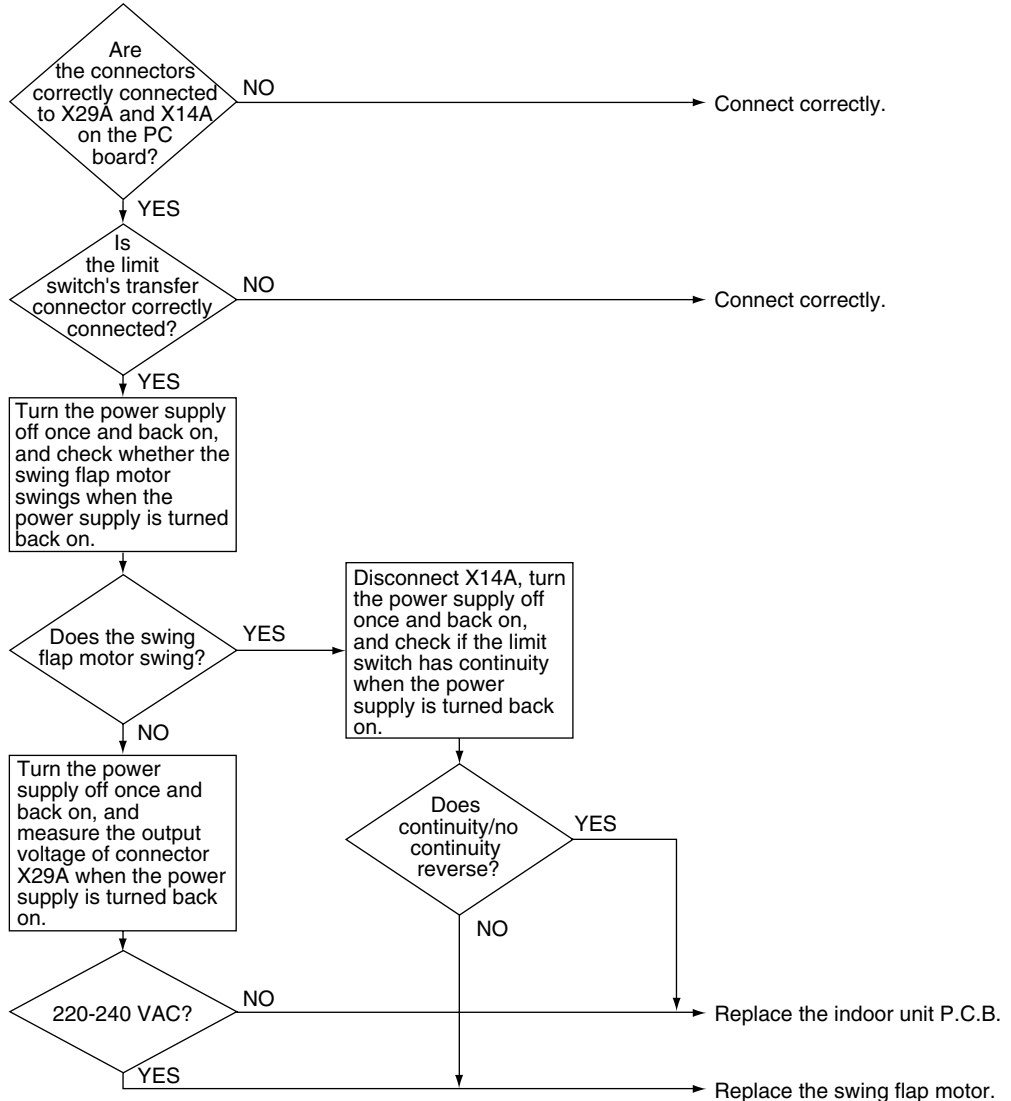 Are
the connectors
correctly connected
to X29A and X14A
on the PC
board?
NO
Connect correctly.
YES
Is
the limit
switch's transfer
connector correctly
connected?
NO
Connect correctly.
YES
Turn the power supply
off once and back on,
and check whether the
swing flap motor
swings when the
power supply is turned
back on.
Does the swing
flap motor swing?
YES
Disconnect X14A, turn
the power supply off
once and back on,
and check if the limit
switch has continuity
when the power
supply is turned back
on.
NO
Turn the power
supply off once and
back on, and
measure the output
voltage of connector
X29A when the power
supply is turned back
on.
Does
continuity/no
continuity
reverse?
YES
NO
220-240 VAC?
NO
Replace the indoor unit P.C.B.
YES
Replace the swing flap motor.